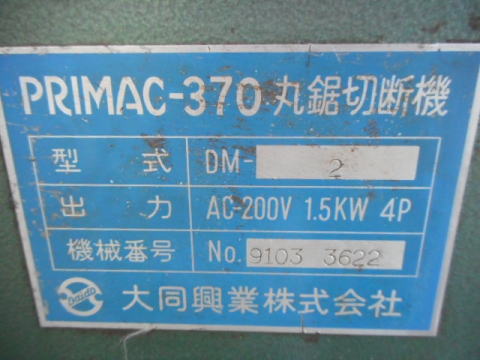 PRIMAC-370 丸鋸切断機
型式 DM-2
出力 AC-200V 1.5KW 4P
機械番号 No. 9103 3622
Daido 大同興業株式会社